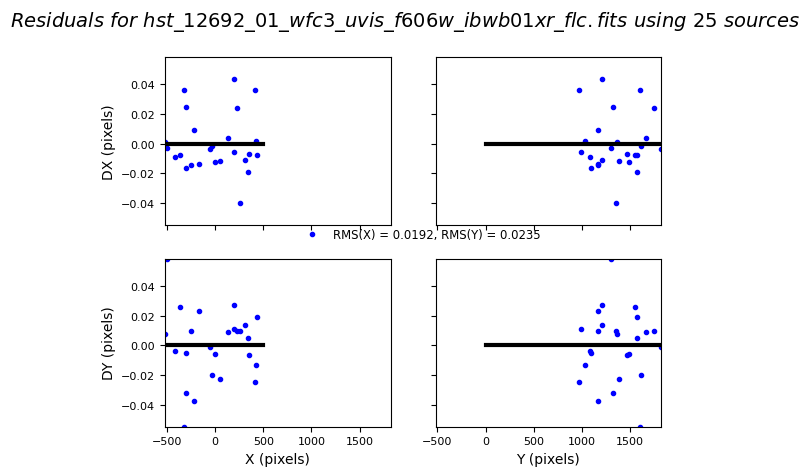 Residuals for hst_12692_01_wfc3_uvis_f606w_ibwb01xr_flc.fits using 25 sources
0.04
0.02
0.00
−0.02
−0.04
DX (pixels)
RMS(X) = 0.0192, RMS(Y) = 0.0235
0.04
0.02
0.00
−0.02
−0.04
DY (pixels)
−500 0 500 1000 1500
−500 0 500 1000 1500
X (pixels)
Y (pixels)